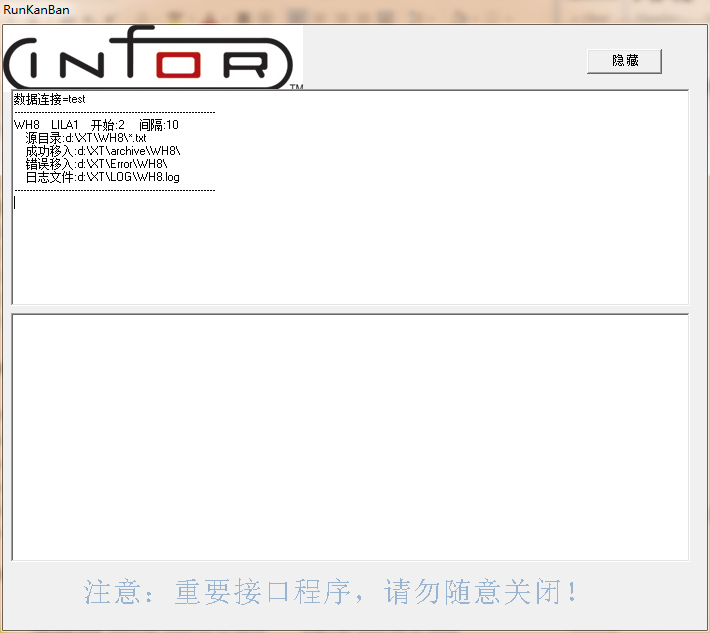 RunKanBan
infor
TM
隐藏
数据连接=test
------------------------------------------------------------------
WH8 LILA1 开始:2 间隔:10
源目录:d:\XT\WH8\*.txt
成功移入:d:\XT\archive\WH8\
错误移入:d:\XT\Error\WH8\
日志文件:d:\XT\LOG\WH8.log
------------------------------------------------------------------
注意：重要接口程序，请勿随意关闭！